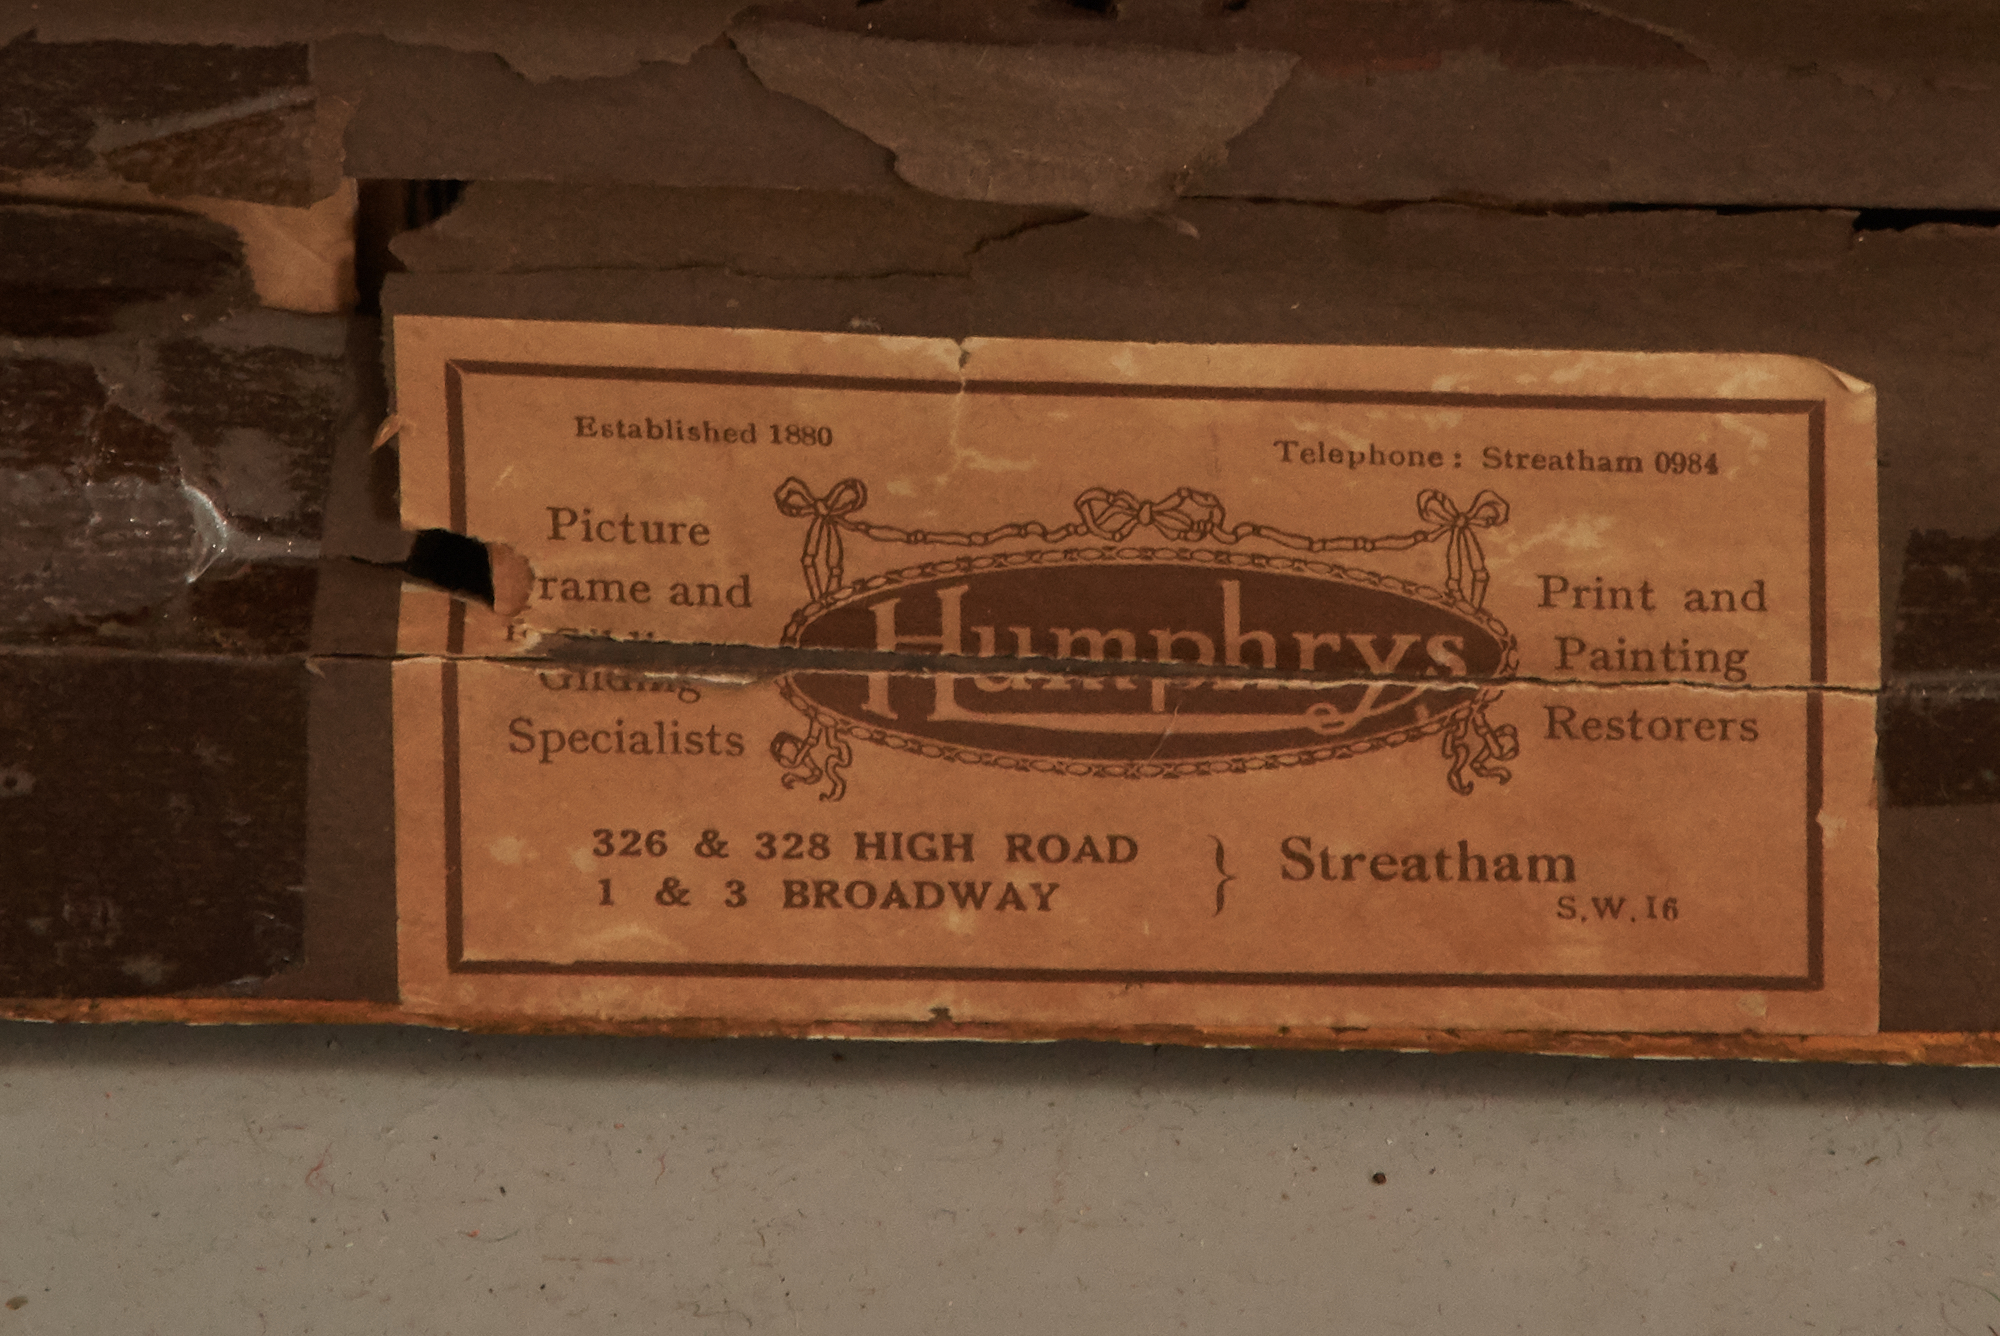 Established 1880
Telephone: Streatham 0984
Picture
rame and
Gilding
Specialists
Humphrys
Print and
Painting
Restorers
326 & 328 HIGH ROAD
1 & 3 BROADWAY
} Streatham
S.W.16